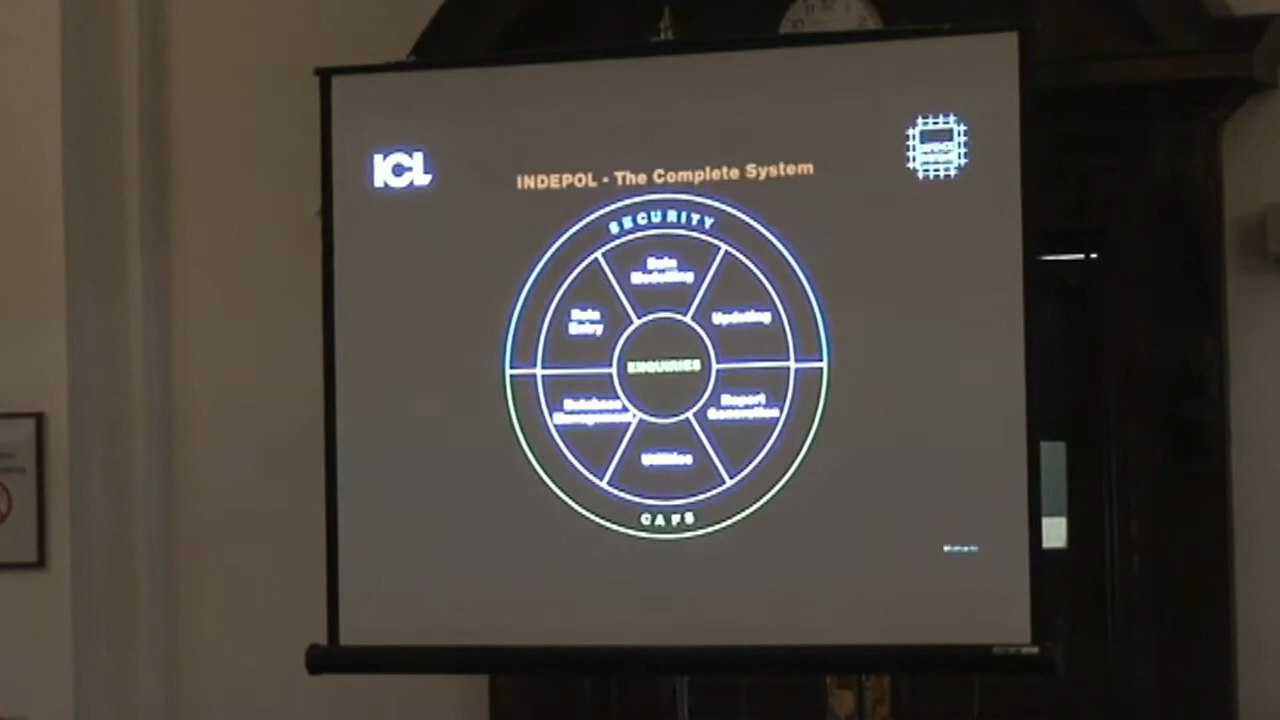 ICL
INDEPOL - The Complete System
SECURITY
Data
Modelling
Data
Entry
Updating
ENQUIRIES
Database
Management
Report
Generation
Utilities
CAFS